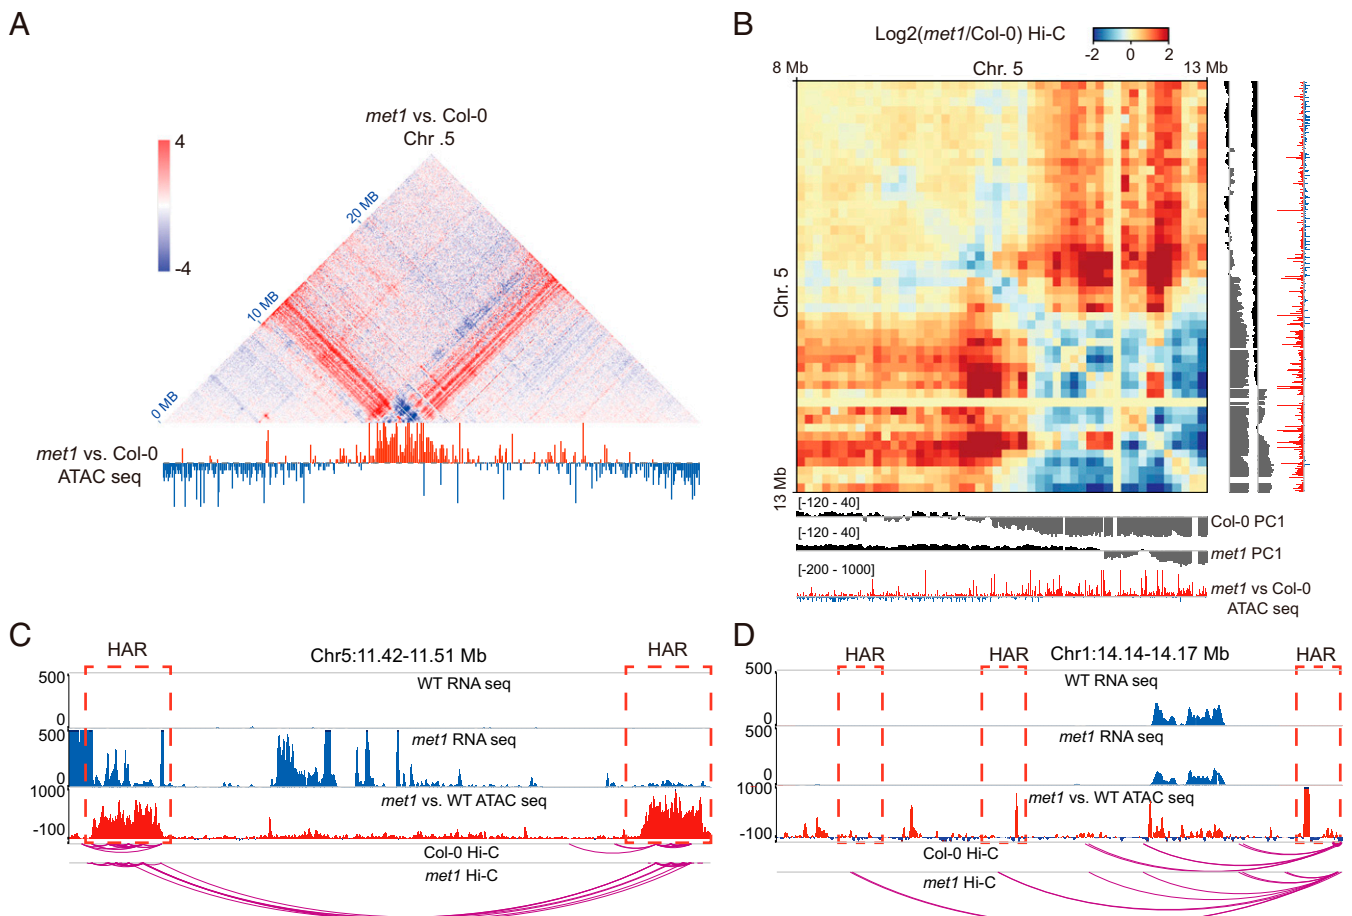 A
met1 vs. Col-0
Chr .5
4
-4
0 MB
10 MB
20 MB
met1 vs. Col-0
ATAC seq
B
Log2(met1/Col-0) Hi-C
-2 0 2
8 Mb Chr. 5 13 Mb
Chr. 5
13 Mb
[-120 - 40]
Col-0 PC1
[-120 - 40]
met1 PC1
[-200 - 1000]
met1 vs Col-0
ATAC seq
C
HAR Chr5:11.42-11.51 Mb HAR
500
WT RNA seq
0
500
met1 RNA seq
0
1000
met1 vs. WT ATAC seq
-100
Col-0 Hi-C
met1 Hi-C
D
HAR HAR Chr1:14.14-14.17 Mb HAR
500
WT RNA seq
0
500
met1 RNA seq
0
1000
met1 vs. WT ATAC seq
-100
Col-0 Hi-C
met1 Hi-C